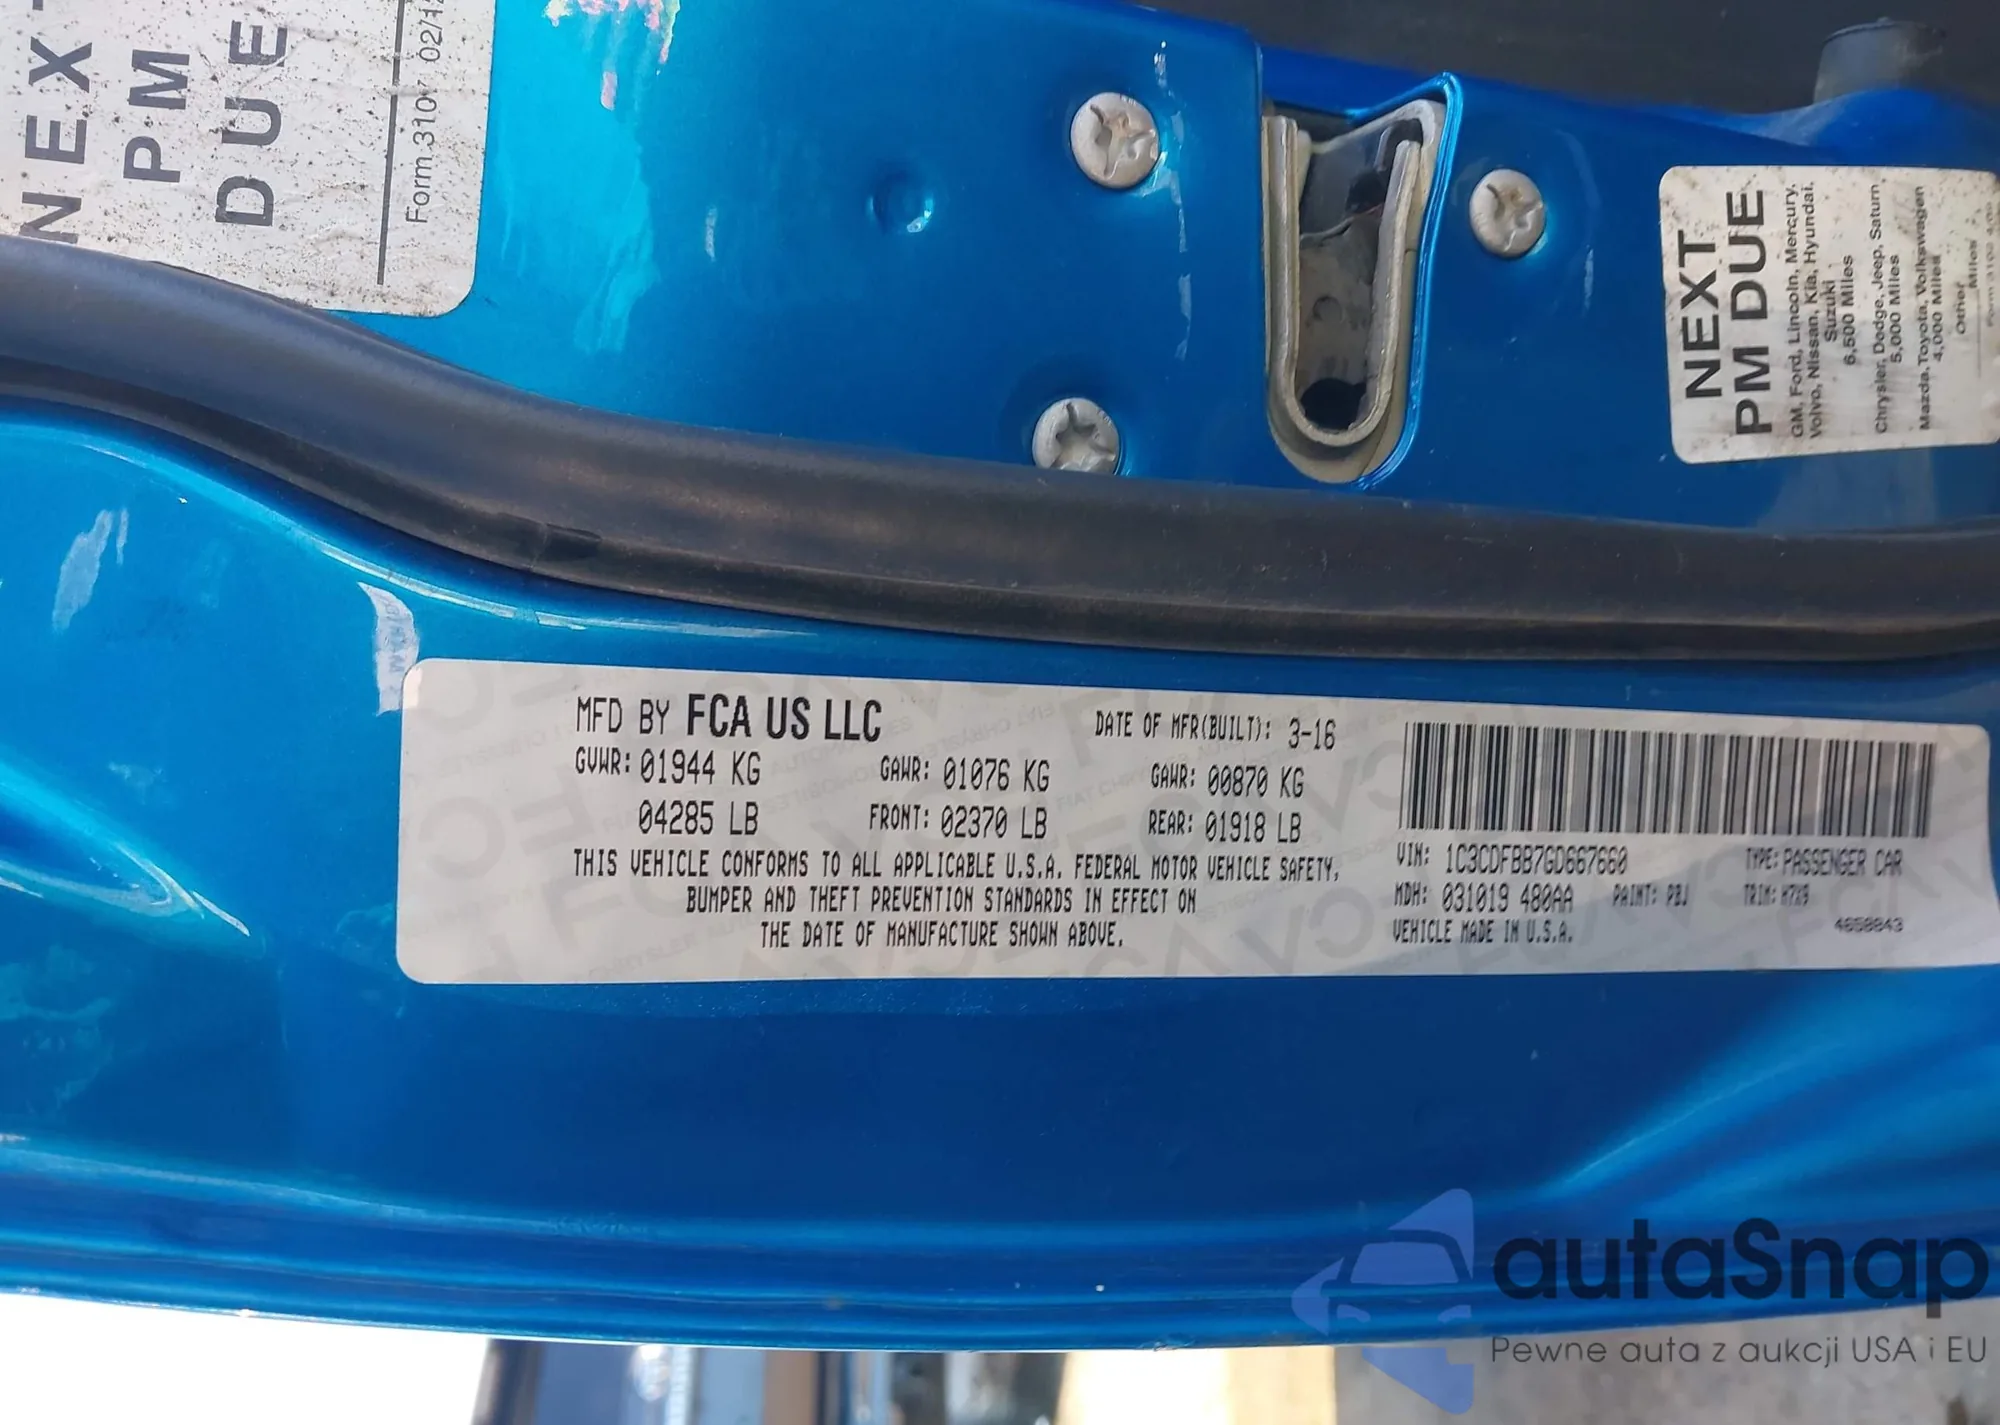 NEXT
PM
DUE
Form 310
02/12
NEXT
PM DUE
GM, Ford, Lincoln, Mercury,
Volvo, Nissan, Kia, Hyundai,
Suzuki
6,500 Miles
Chrysler, Dodge, Jeep, Saturn,
5,000 Miles
Mazda, Toyota, Volkswagen
4,000 Miles
Other
Miles
MFD BY FCA US LLC
DATE OF MFR(BUILT): 3-16
GVWR: 01944 KG GAWR: 01076 KG GAWR: 00870 KG
04285 LB FRONT: 02370 LB REAR: 01918 LB
THIS VEHICLE CONFORMS TO ALL APPLICABLE U.S.A. FEDERAL MOTOR VEHICLE SAFETY,
BUMPER AND THEFT PREVENTION STANDARDS IN EFFECT ON
THE DATE OF MANUFACTURE SHOWN ABOVE.
VIN: 1C3CDFBB7GD667660 TYPE: PASSENGER CAR
MDH: 031019 480AA PAINT: PBJ TRIM: H7X9
VEHICLE MADE IN U.S.A. 4658843
autaSnap
Pewne auta z aukcji USA i EU